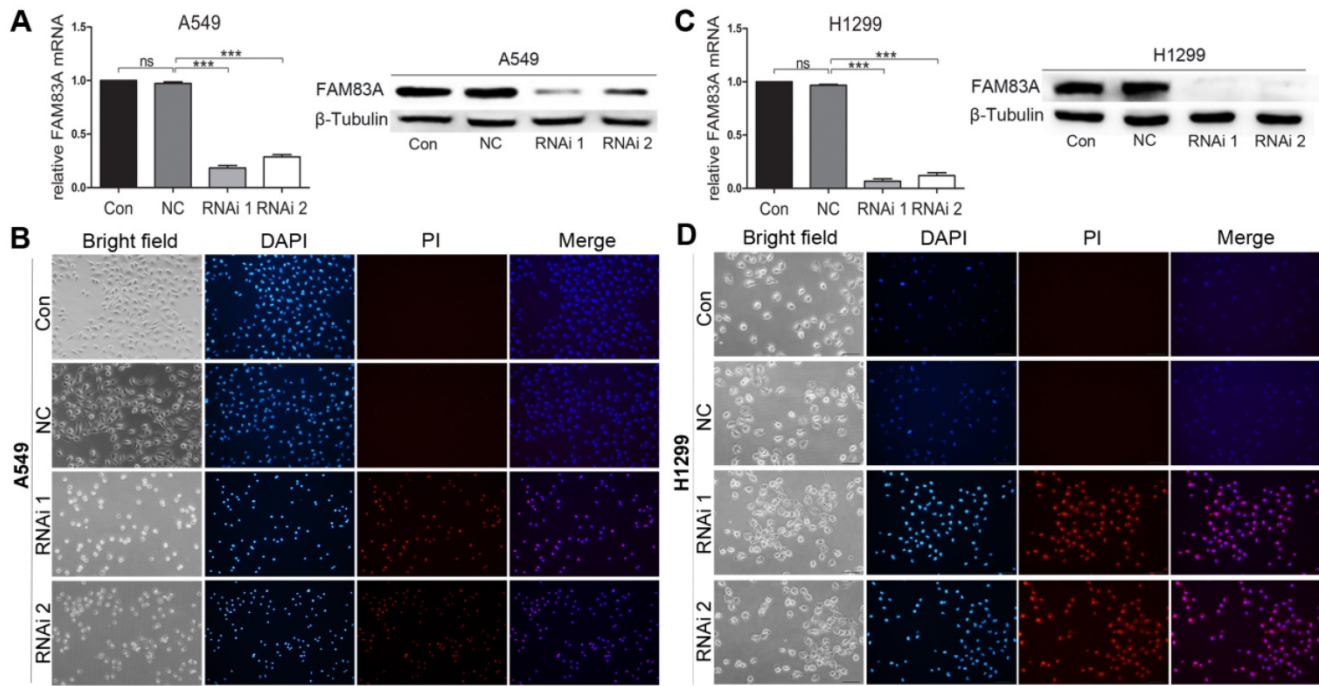 A
A549
relative FAM83A mRNA
1.5
1.0
0.5
0.0
ns
***
***
Con NC RNAi 1 RNAi 2
A549
FAM83A
β-Tubulin
Con NC RNAi 1 RNAi 2
C
H1299
relative FAM83A mRNA
1.5
1.0
0.5
0.0
ns
***
***
Con NC RNAi 1 RNAi 2
H1299
FAM83A
β-Tubulin
Con NC RNAi 1 RNAi 2
B
Bright field DAPI PI Merge
A549
Con
NC
RNAi 1
RNAi 2
D
Bright field DAPI PI Merge
H1299
Con
NC
RNAi 1
RNAi 2